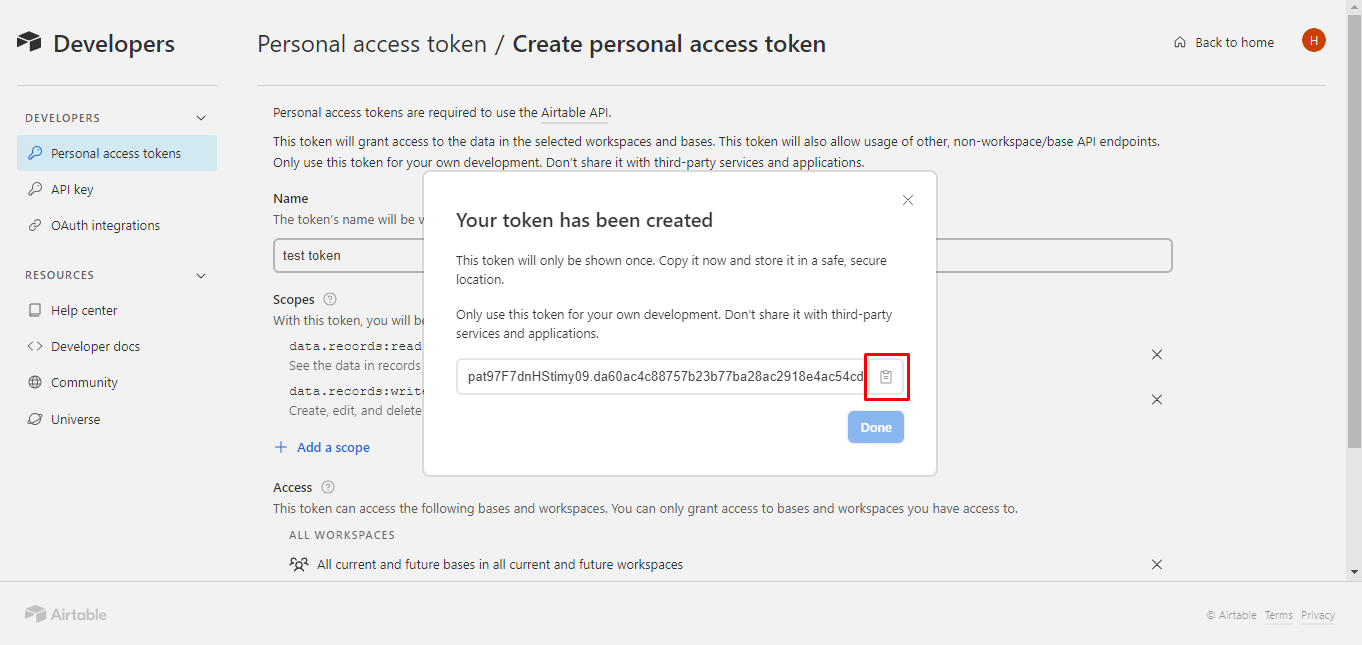 Developers
Personal access token / Create personal access token
Back to home
H
DEVELOPERS
Personal access tokens
API key
OAuth integrations
RESOURCES
Help center
Developer docs
Community
Universe
Personal access tokens are required to use the Airtable API.
This token will grant access to the data in the selected workspaces and bases. This token will also allow usage of other, non-workspace/base API endpoints.
Only use this token for your own development. Don't share it with third-party services and applications.
Name
The token's name will be v
test token
Scopes ?
With this token, you will be
data.records:read
See the data in records
data.records:write
Create, edit, and delete
+ Add a scope
Your token has been created
This token will only be shown once. Copy it now and store it in a safe, secure
location.
Only use this token for your own development. Don't share it with third-party
services and applications.
pat97F7dnHStimy09.da60ac4c88757b23b77ba28ac2918e4ac54cd
Done
Access ?
This token can access the following bases and workspaces. You can only grant access to bases and workspaces you have access to.
ALL WORKSPACES
All current and future bases in all current and future workspaces
Airtable
© Airtable Terms Privacy